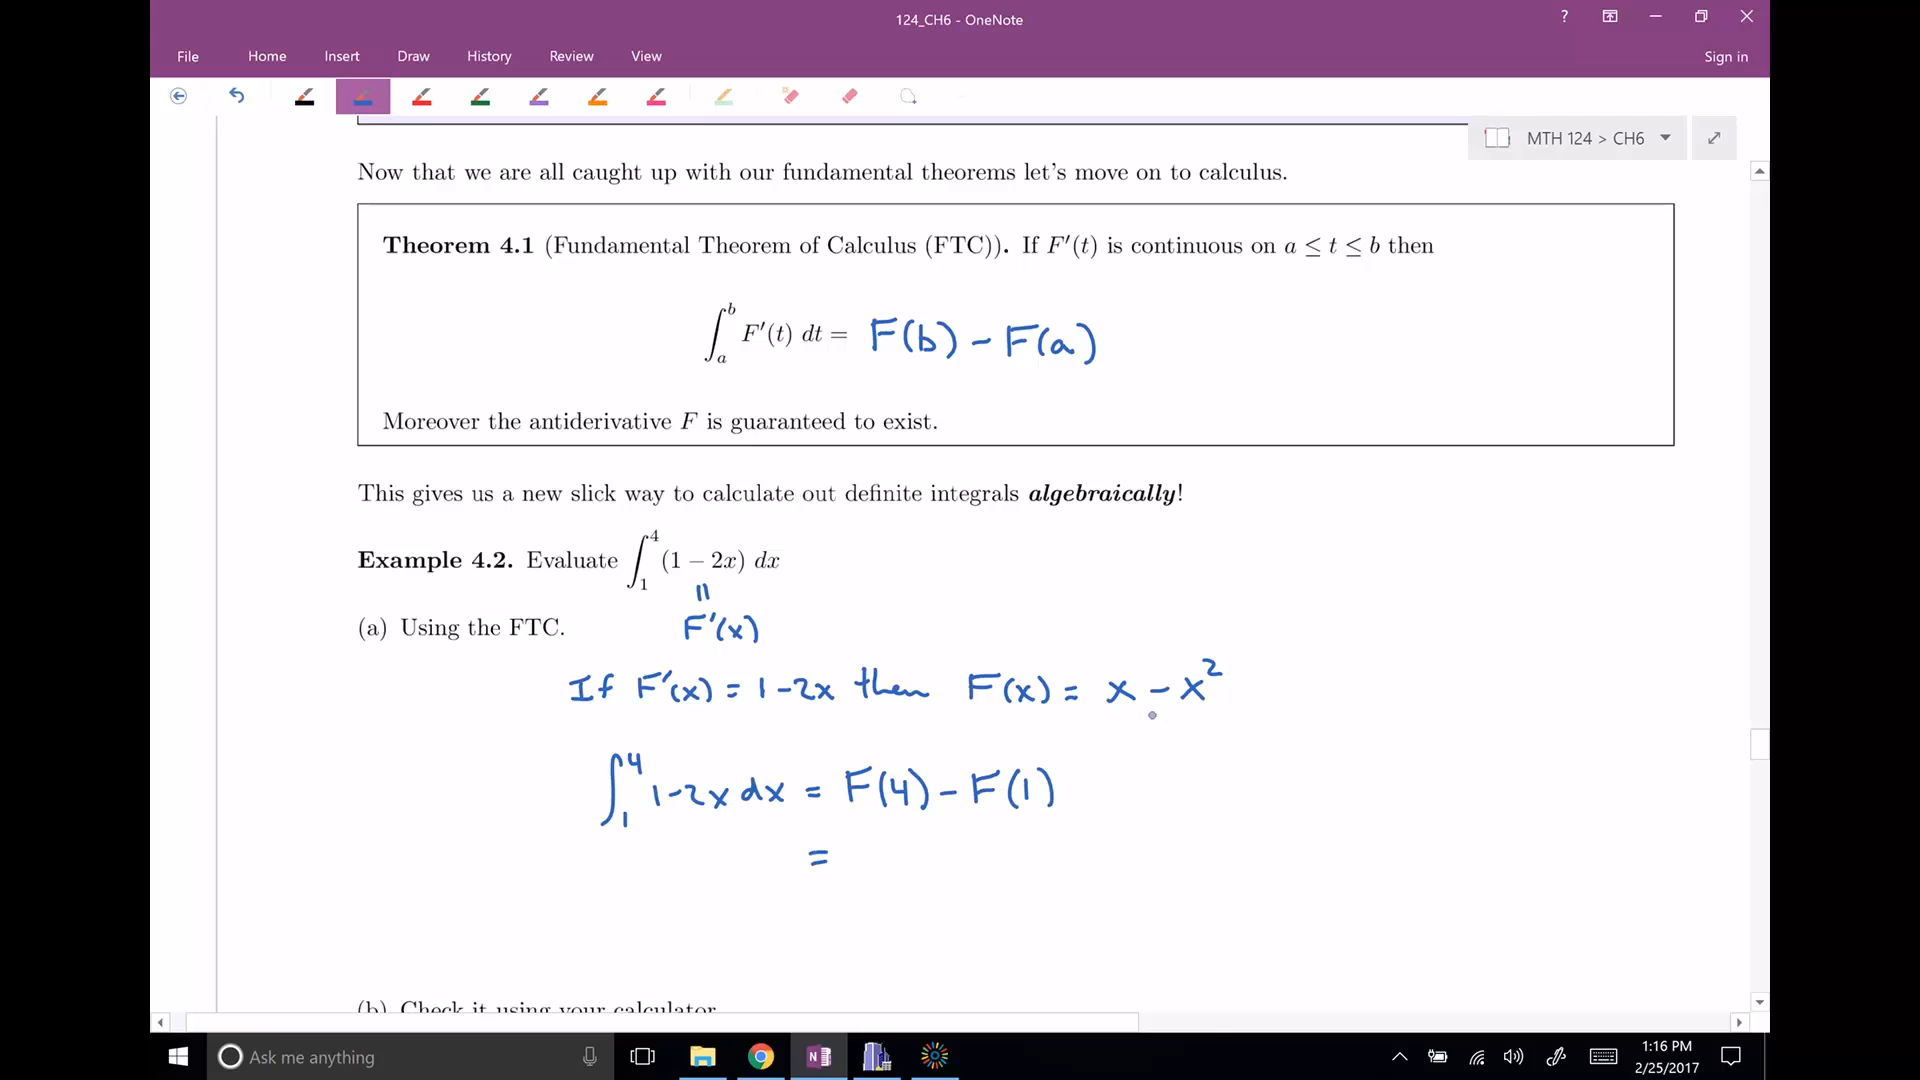 124_CH6 - OneNote
?
File Home Insert Draw History Review View Sign in
MTH 124 > CH6
Now that we are all caught up with our fundamental theorems let's move on to calculus.
Theorem 4.1 (Fundamental Theorem of Calculus (FTC)). If F′(t) is continuous on a ≤ t ≤ b then
∫_a^b F′(t) dt = F(b) - F(a)
Moreover the antiderivative F is guaranteed to exist.
This gives us a new slick way to calculate out definite integrals algebraically!
Example 4.2. Evaluate ∫_1^4 (1 − 2x) dx
=
(a) Using the FTC. F′(x)
If F′(x) = 1-2x then F(x) = x - x²
∫_1^4 1-2x dx = F(4) - F(1)
=
(b) Check it using your calculator
Ask me anything
1:16 PM
2/25/2017